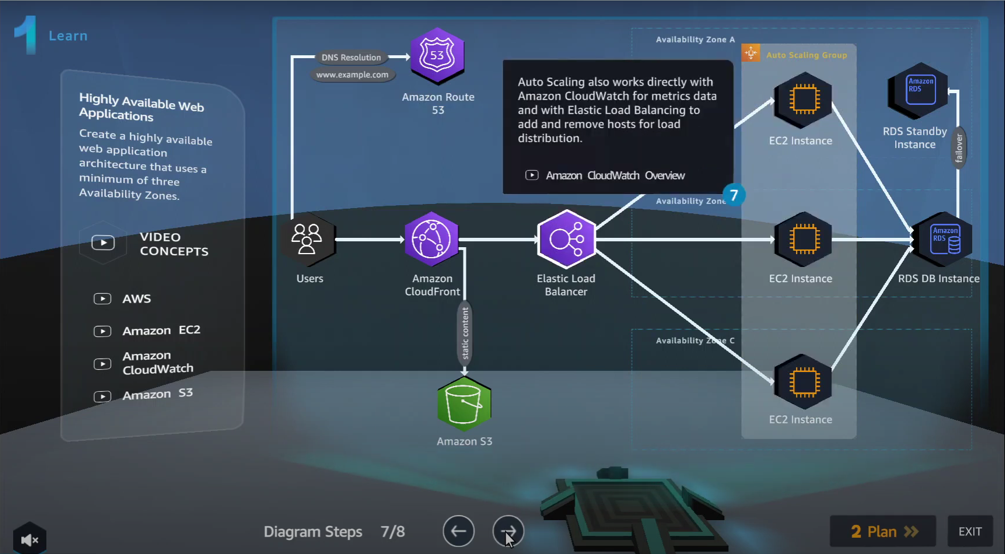 1 Learn
Highly Available Web
Applications
Create a highly available
web application
architecture that uses a
minimum of three
Availability Zones.
VIDEO
CONCEPTS
AWS
Amazon EC2
Amazon
CloudWatch
Amazon S3
DNS Resolution
www.example.com
53
Amazon Route
53
Users
Amazon
CloudFront
static content
Amazon S3
Elastic Load
Balancer
Auto Scaling also works directly with
Amazon CloudWatch for metrics data
and with Elastic Load Balancing to
add and remove hosts for load
distribution.
Amazon CloudWatch Overview
7
Availability Zone A
Auto Scaling Group
EC2 Instance
Amazon
RDS
RDS Standby
Instance
failover
Availability Zone
EC2 Instance
Amazon
RDS
RDS DB Instance
Availability Zone C
EC2 Instance
Diagram Steps 7/8
2 Plan
EXIT